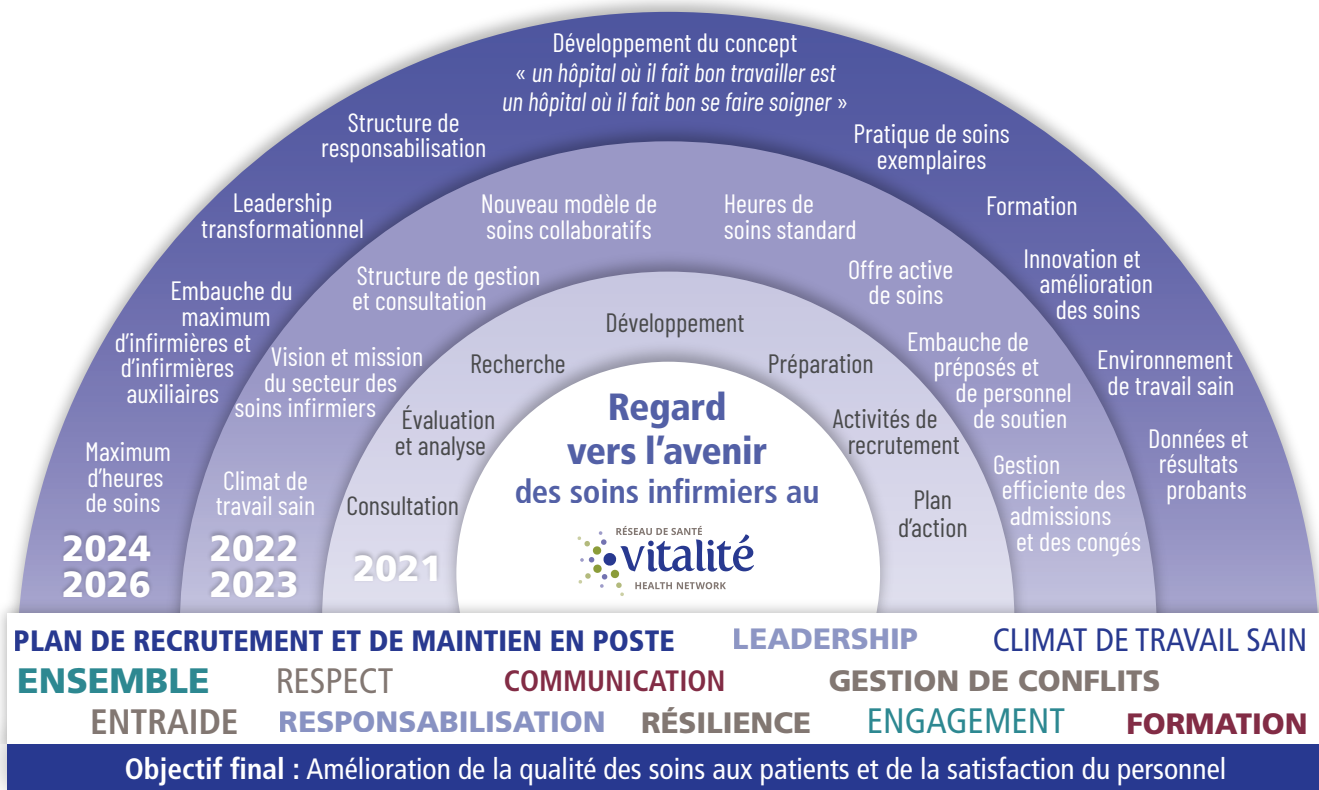 Développement du concept
« un hôpital où il fait bon travailler est
un hôpital où il fait bon se faire soigner »
Structure de
responsabilisation
Pratique de soins
exemplaires
Leadership
transformationnel
Formation
Embauche du
maximum
d'infirmières et
d'infirmières
auxiliaires
Innovation et
amélioration
des soins
Environnement
de travail sain
Maximum
d'heures
de soins
Données et
résultats
probants
2024
2026
Nouveau modèle de
soins collaboratifs
Heures de
soins standard
Structure de gestion
et consultation
Offre active
de soins
Vision et mission
du secteur des
soins infirmiers
Embauche de
préposés et
de personnel
de soutien
Climat de
travail sain
Gestion
efficiente des
admissions
et des congés
2022
2023
Développement
Recherche
Préparation
Évaluation
et analyse
Activités de
recrutement
Consultation
Plan
d'action
2021
Regard
vers l'avenir
des soins infirmiers au
RÉSEAU DE SANTÉ
vitalité
HEALTH NETWORK
PLAN DE RECRUTEMENT ET DE MAINTIEN EN POSTE LEADERSHIP CLIMAT DE TRAVAIL SAIN
ENSEMBLE RESPECT COMMUNICATION GESTION DE CONFLITS
ENTRAIDE RESPONSABILISATION RÉSILIENCE ENGAGEMENT FORMATION
Objectif final : Amélioration de la qualité des soins aux patients et de la satisfaction du personnel